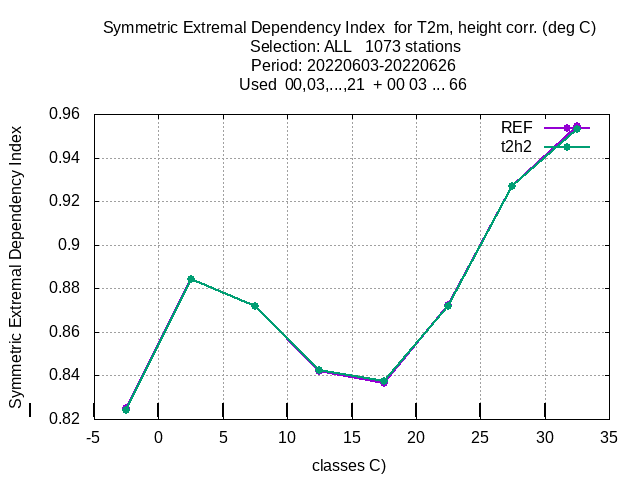 Symmetric Extremal Dependency Index for T2m, height corr. (deg C)
Selection: ALL 1073 stations
Period: 20220603-20220626
Used 00,03,...,21 + 00 03 ... 66
REF
t2h2
Symmetric Extremal Dependency Index
0.96
0.94
0.92
0.9
0.88
0.86
0.84
0.82
-5 0 5 10 15 20 25 30 35
classes C)